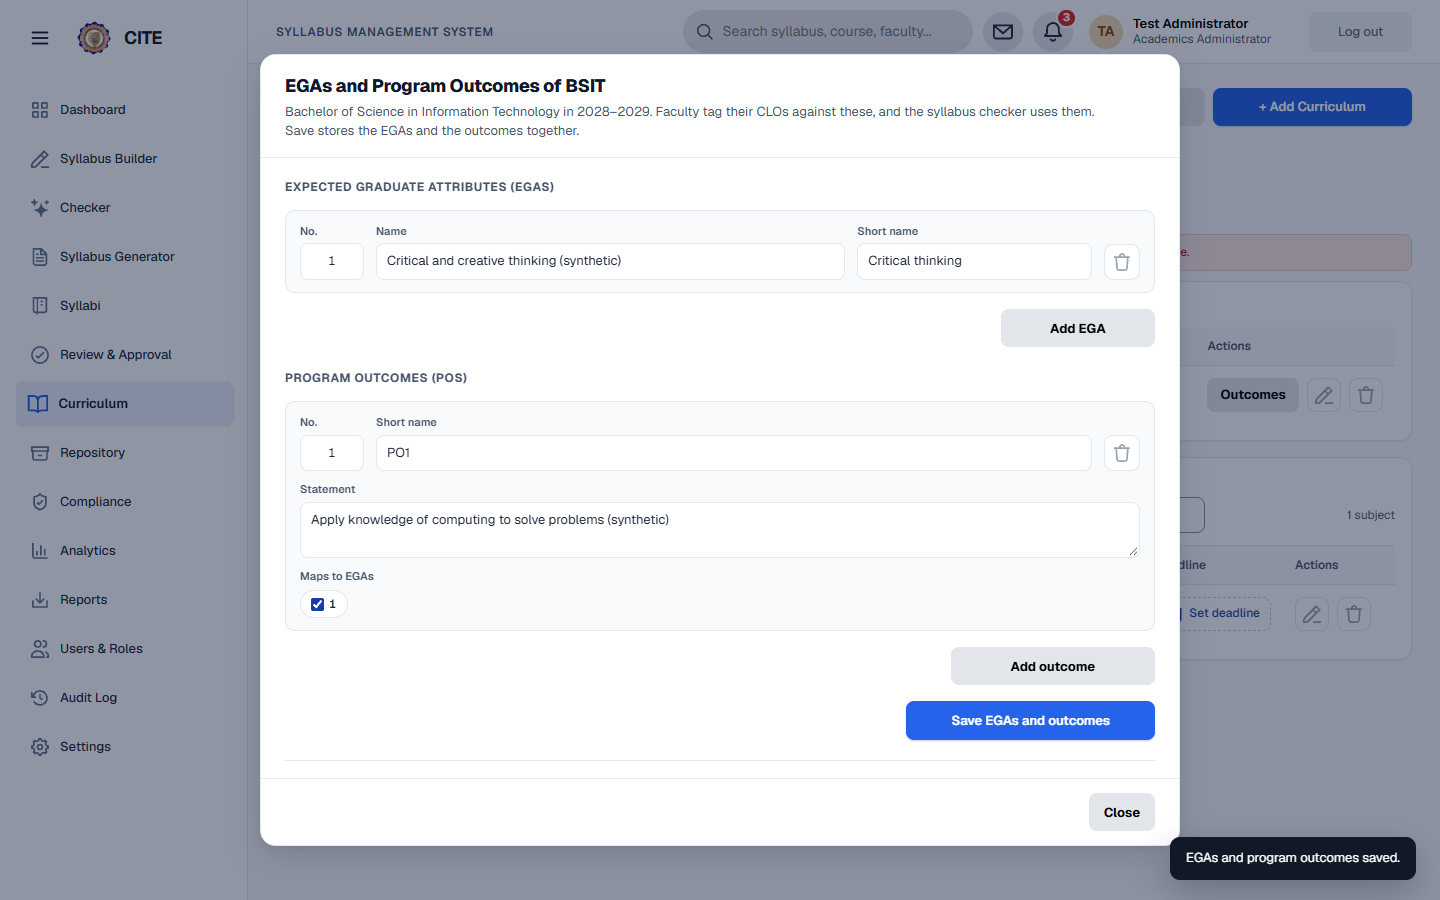 CITE
SYLLABUS MANAGEMENT SYSTEM
Search syllabus, course, faculty...
3
TA
Test Administrator
Academics Administrator
Log out
Dashboard
Syllabus Builder
Checker
Syllabus Generator
Syllabi
Review & Approval
Curriculum
Repository
Compliance
Analytics
Reports
Users & Roles
Audit Log
Settings
+ Add Curriculum
EGAs and Program Outcomes of BSIT
Bachelor of Science in Information Technology in 2028–2029. Faculty tag their CLOs against these, and the syllabus checker uses them.
Save stores the EGAs and the outcomes together.
EXPECTED GRADUATE ATTRIBUTES (EGAS)
No. Name Short name
1 Critical and creative thinking (synthetic) Critical thinking
Add EGA
PROGRAM OUTCOMES (POS)
No. Short name
1 PO1
Statement
Apply knowledge of computing to solve problems (synthetic)
Maps to EGAs
1
Add outcome
Save EGAs and outcomes
Close
e.
Actions
Outcomes
1 subject
dline Actions
Set deadline
EGAs and program outcomes saved.